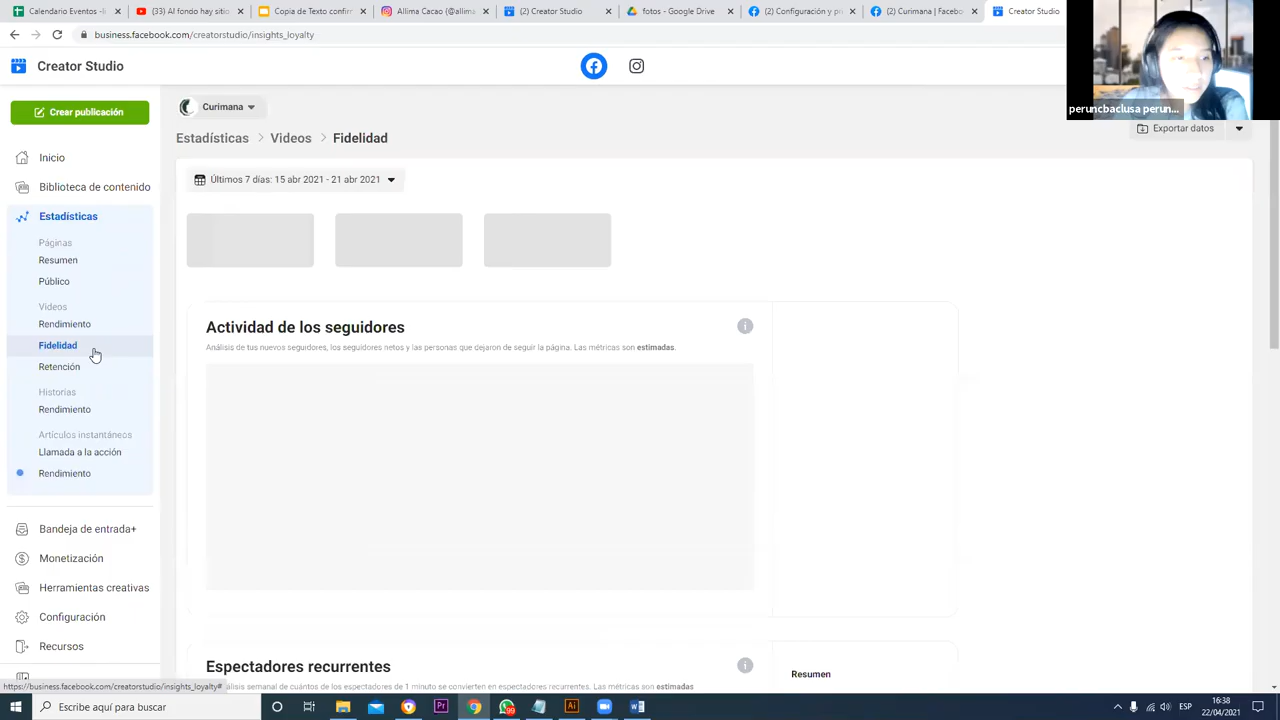 Calendario Eventos -li
(33) Al fondo hay sitio
Copia de Texto confirm
Allima Cacao (@allima
(2) Creator Studio
fotos - Google Drive
(2) Configuración y pr
(2) Curimana | Facebo
Creator Studio
business.facebook.com/creatorstudio/insights_loyalty
Creator Studio
peruncbaclusa perun...
Crear publicación
Curimana
Exportar datos
Estadísticas > Videos > Fidelidad
Inicio
Últimos 7 días: 15 abr 2021 - 21 abr 2021
Biblioteca de contenido
Estadísticas
Páginas
Resumen
Público
Videos
Rendimiento
Fidelidad
Retención
Historias
Rendimiento
Artículos instantáneos
Llamada a la acción
Rendimiento
Bandeja de entrada+
Monetización
Herramientas creativas
Configuración
Recursos
Actividad de los seguidores
Análisis de tus nuevos seguidores, los seguidores netos y las personas que dejaron de seguir la página. Las métricas son estimadas.
Espectadores recurrentes
Resumen
álisis semanal de cuántos de los espectadores de 1 minuto se convierten en espectadores recurrentes. Las métricas son estimadas
https://business.facebook.com/creatorstudio/insights_loyalty#
Escribe aquí para buscar
99
Pr
Ai
ESP
16:38
22/04/2021